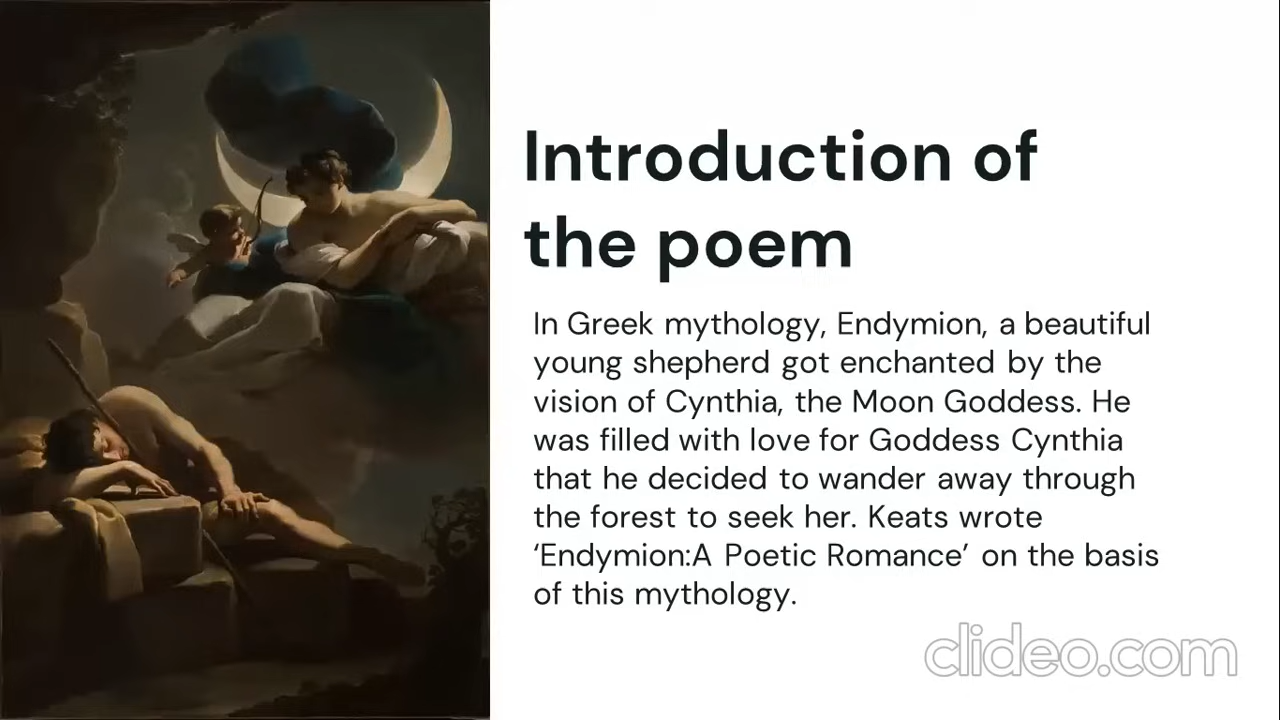 Introduction of
the poem
In Greek mythology, Endymion, a beautiful
young shepherd got enchanted by the
vision of Cynthia, the Moon Goddess. He
was filled with love for Goddess Cynthia
that he decided to wander away through
the forest to seek her. Keats wrote
‘Endymion:A Poetic Romance’ on the basis
of this mythology.
clideo.com